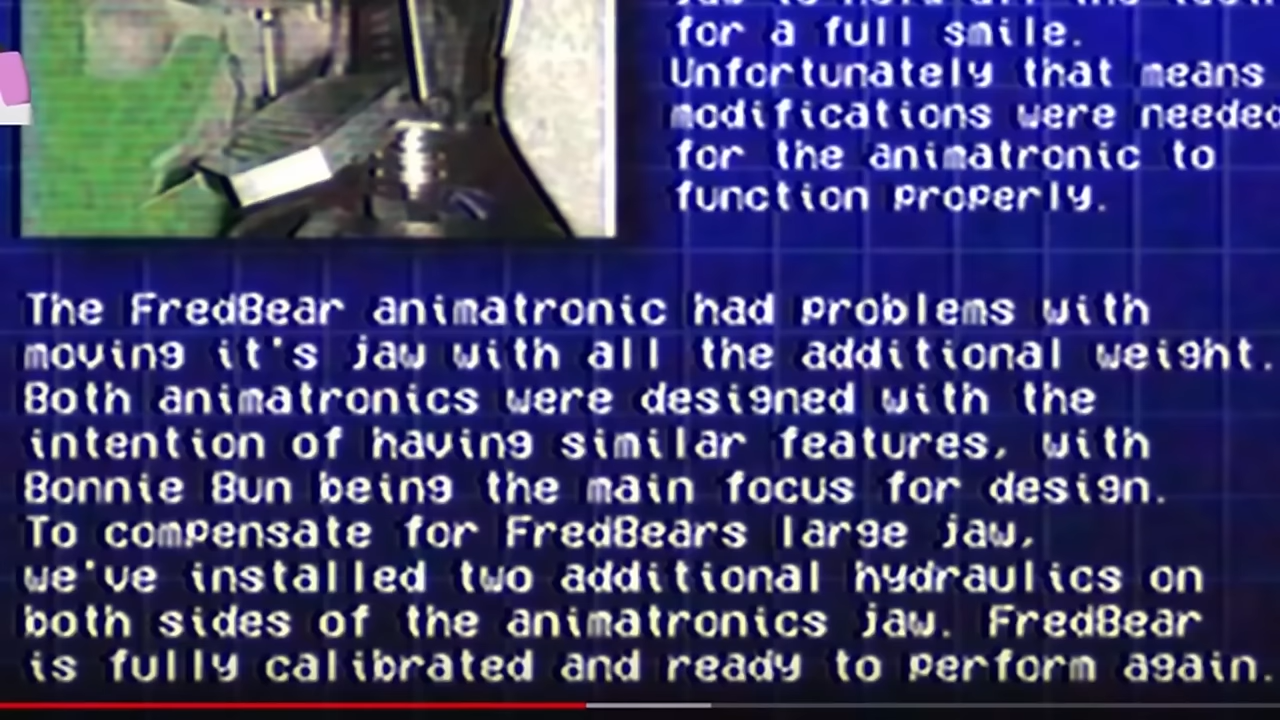 for a full smile.
Unfortunately that means
modifications were needed
for the animatronic to
function properly.
The FredBear animatronic had problems with
moving it's jaw with all the additional weight.
Both animatronics were designed with the
intention of having similar features, with
Bonnie Bun being the main focus for design.
To compensate for FredBears large jaw,
we've installed two additional hydraulics on
both sides of the animatronics jaw. FredBear
is fully calibrated and ready to perform again.